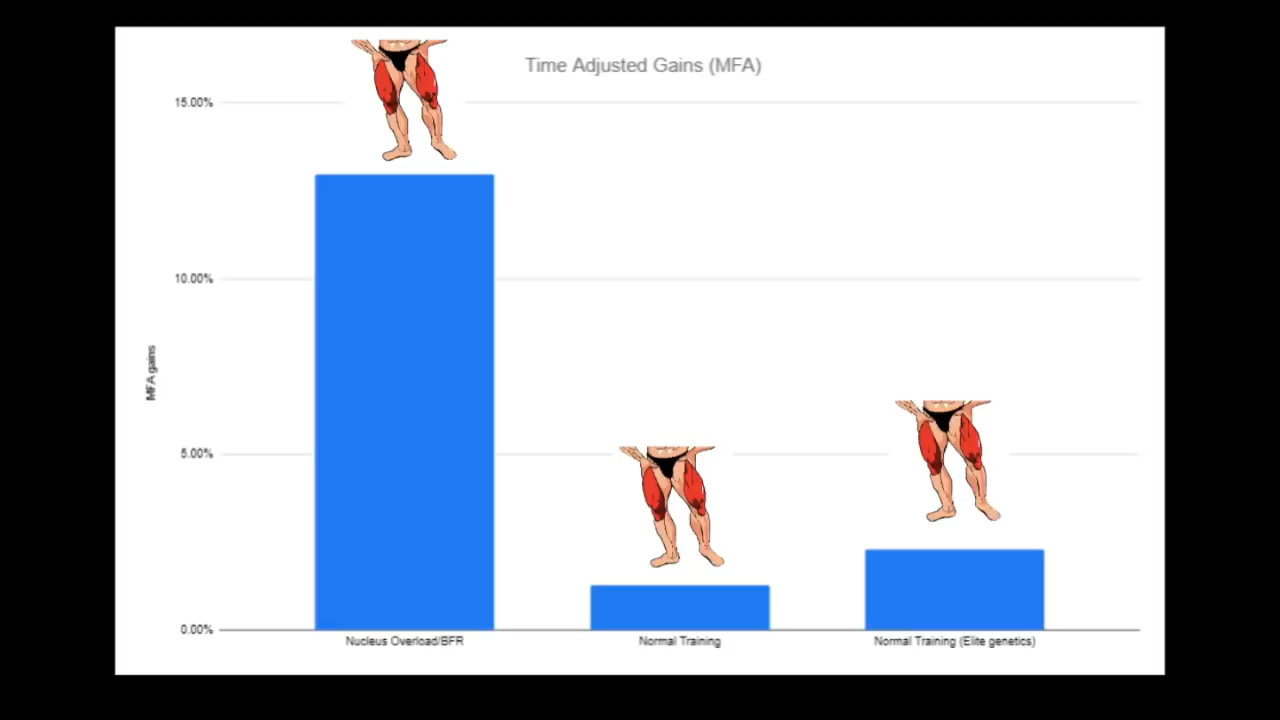 Time Adjusted Gains (MFA)
15.00%
10.00%
5.00%
0.00%
MFA gains
Nucleus Overload/BFR
Normal Training
Normal Training (Elite genetics)